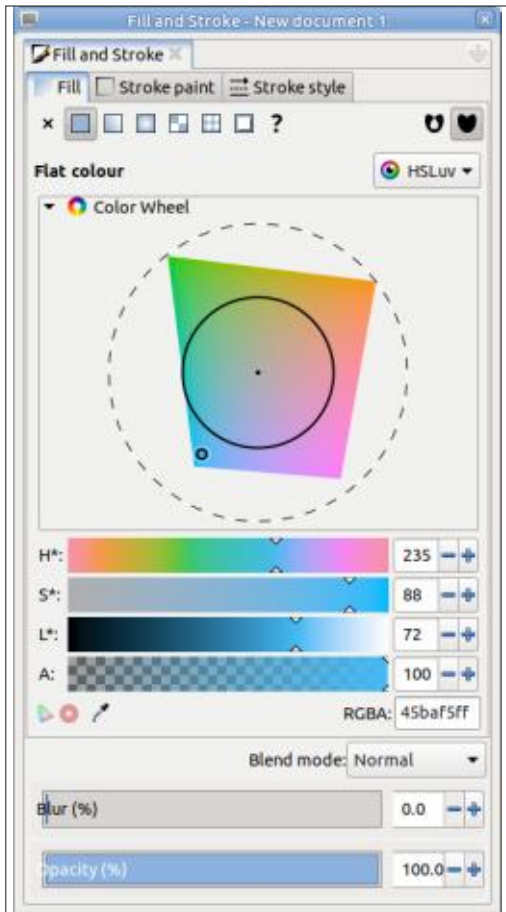 Fill and Stroke - New document 1
Fill and Stroke
Fill Stroke paint Stroke style
?
Flat colour HSLuv
Color Wheel
H*: 235
S*: 88
L*: 72
A: 100
RGBA: 45baf5ff
Blend mode: Normal
Blur (%) 0.0
Opacity (%) 100.0